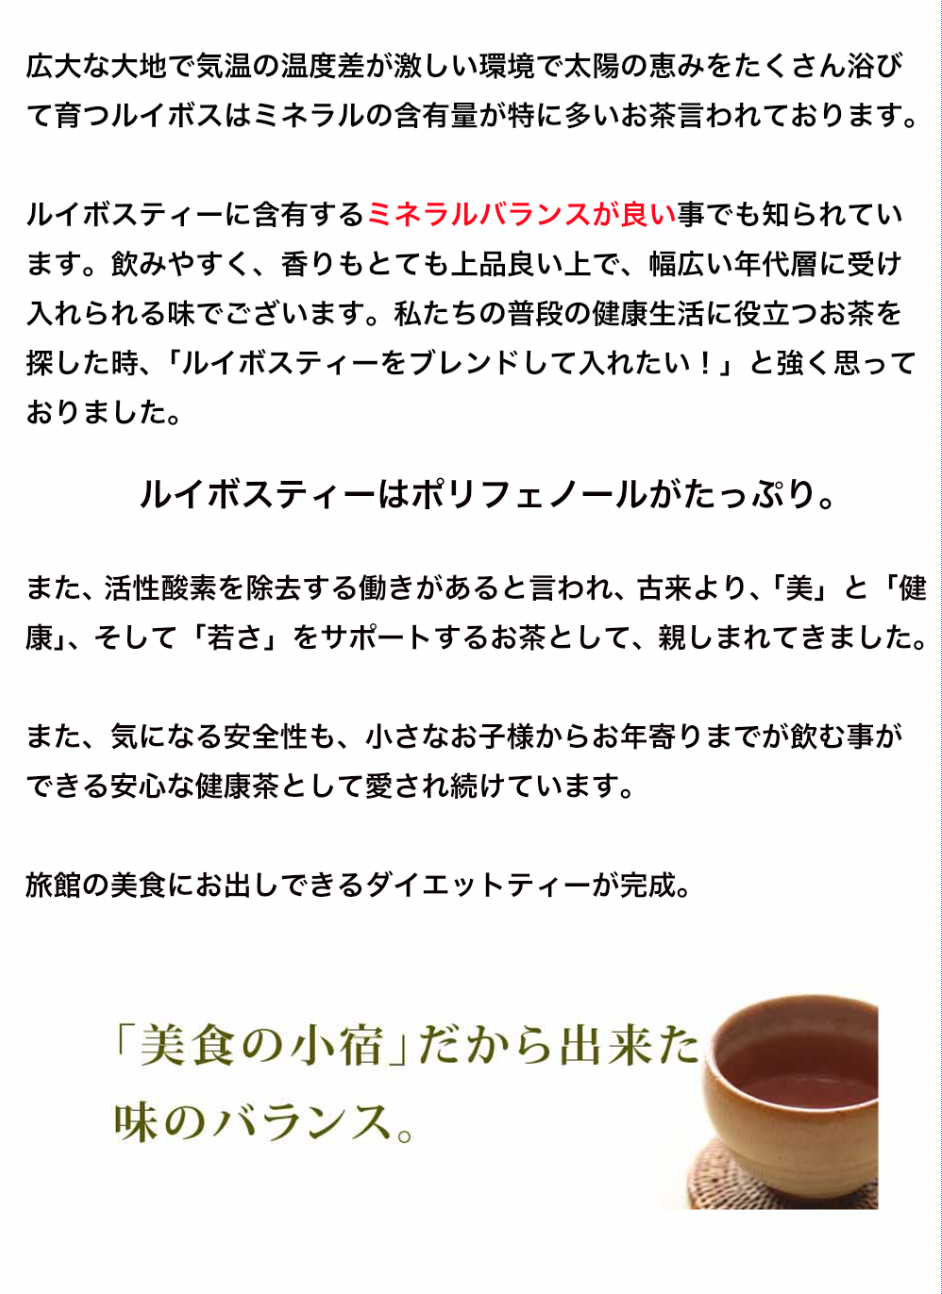 広大な大地で気温の温度差が激しい環境で太陽の恵みをたくさん浴び
て育つルイボスはミネラルの含有量が特に多いお茶言われております。
ルイボスティーに含有するミネラルバランスが良い事でも知られてい
ます。飲みやすく、香りもとても上品良い上で、幅広い年代層に受け
入れられる味でございます。私たちの普段の健康生活に役立つお茶を
探した時、「ルイボスティーをブレンドして入れたい！」と強く思って
おりました。
ルイボスティーはポリフェノールがたっぷり。
また、活性酸素を除去する働きがあると言われ、古来より、「美」と「健
康」、そして「若さ」をサポートするお茶として、親しまれてきました。
また、気になる安全性も、小さなお子様からお年寄りまでが飲む事が
できる安心な健康茶として愛され続けています。
旅館の美食にお出しできるダイエットティーが完成。
「美食の小宿」だから出来た
味のバランス。